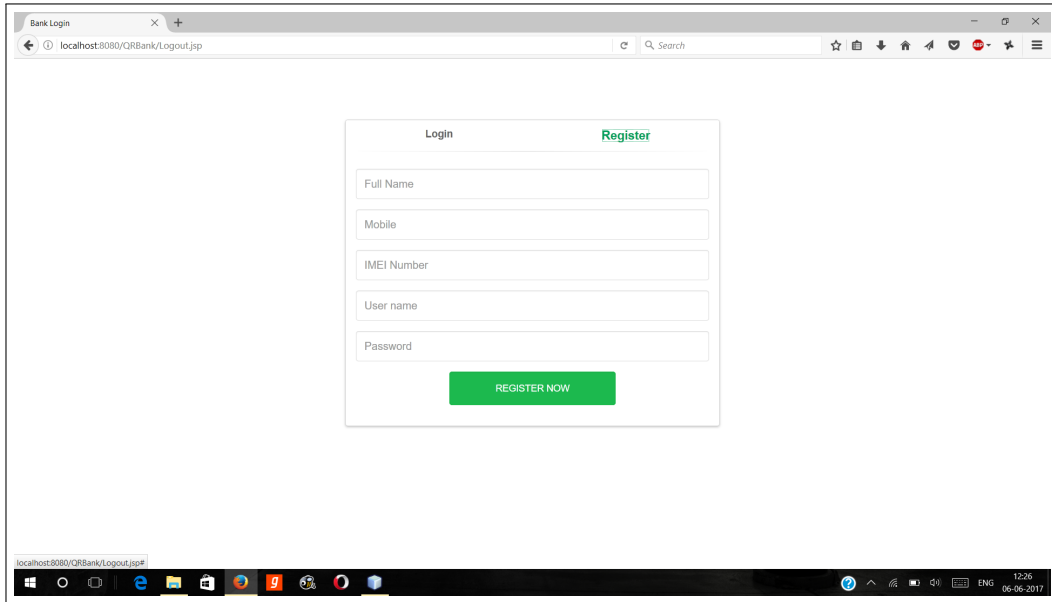 Bank Login
localhost:8080/QRBank/Logout.jsp
Search
ABP
Login Register
Full Name
Mobile
IMEI Number
User name
Password
REGISTER NOW
localhost:8080/QRBank/Logout.jsp#
ENG 12:26
06-06-2017